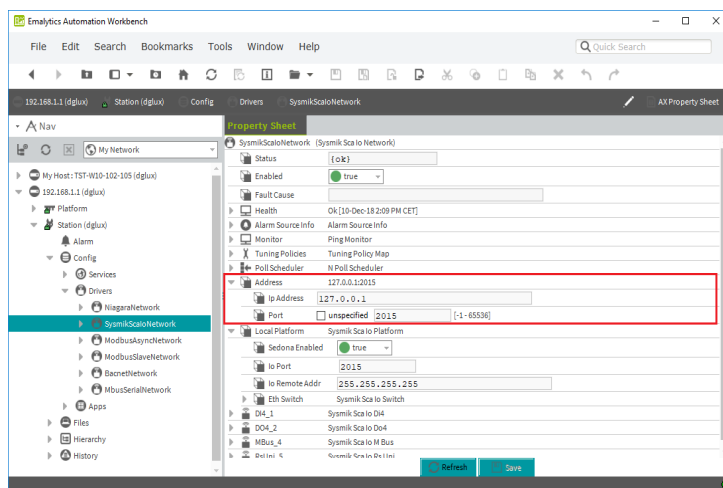 Emalytics Automation Workbench
File Edit Search Bookmarks Tools Window Help
Quick Search
192.168.1.1 (dglux) Station (dglux) Config Drivers SysmikScaIoNetwork AX Property Sheet
Nav
My Network
My Host : TST-W10-102-105 (dglux)
192.168.1.1 (dglux)
Platform
Station (dglux)
Alarm
Config
Services
Drivers
NiagaraNetwork
SysmikScaIoNetwork
ModbusAsyncNetwork
ModbusSlaveNetwork
BacnetNetwork
MbusSerialNetwork
Apps
Files
Hierarchy
History
Property Sheet
SysmikScaIoNetwork (Sysmik Sca Io Network)
Status {ok}
Enabled true
Fault Cause
Health Ok [10-Dec-18 2:09 PM CET]
Alarm Source Info Alarm Source Info
Monitor Ping Monitor
Tuning Policies Tuning Policy Map
Poll Scheduler N Poll Scheduler
Address 127.0.0.1:2015
Ip Address 127.0.0.1
Port unspecified 2015 [-1 - 65536]
Local Platform Sysmik Sca Io Platform
Sedona Enabled true
Io Port 2015
Io Remote Addr 255.255.255.255
Eth Switch Sysmik Sca Io Switch
DI4_1 Sysmik Sca Io Di4
DO4_2 Sysmik Sca Io Do4
MBus_4 Sysmik Sca Io M Bus
RsUni_5 Sysmik Sca Io Rs Uni
Refresh Save